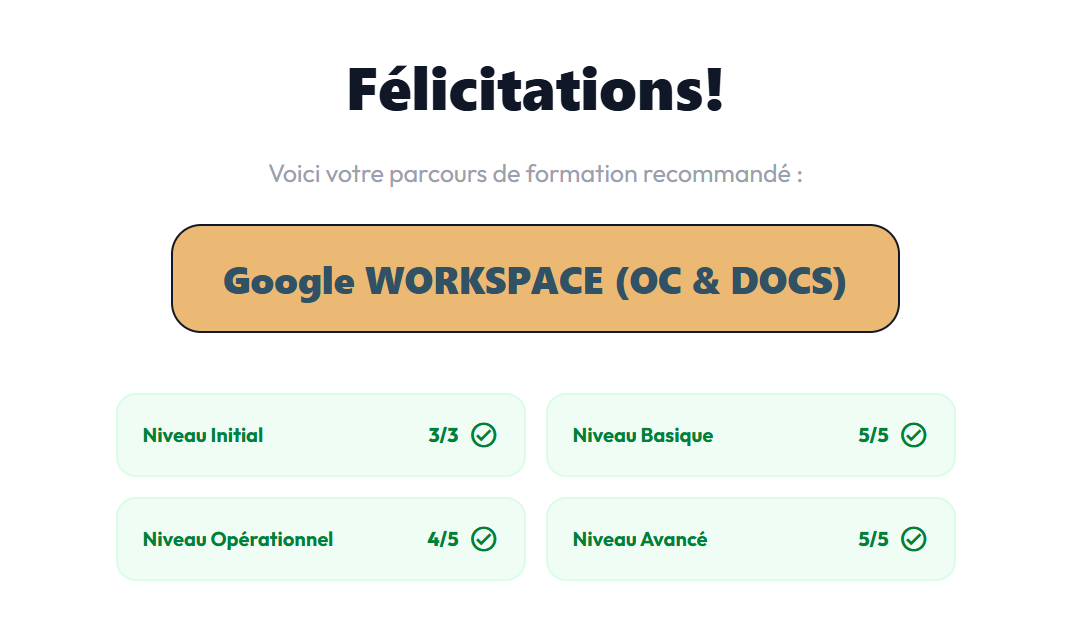 Félicitations!
Voici votre parcours de formation recommandé :
Google WORKSPACE (OC & DOCS)
Niveau Initial 3/3
Niveau Basique 5/5
Niveau Opérationnel 4/5
Niveau Avancé 5/5